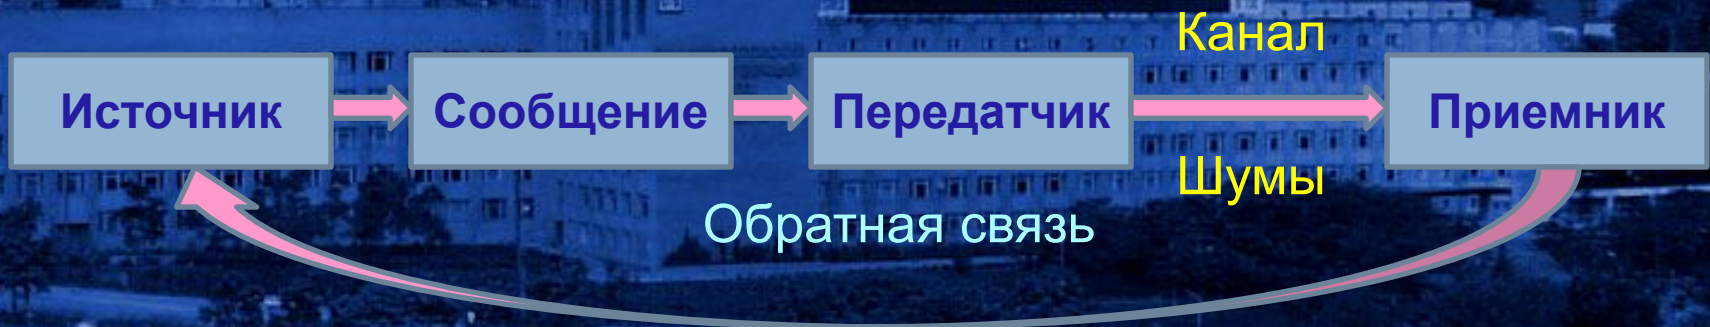 Канал
Источник
Сообщение
Передатчик
Приемник
Шумы
Обратная связь